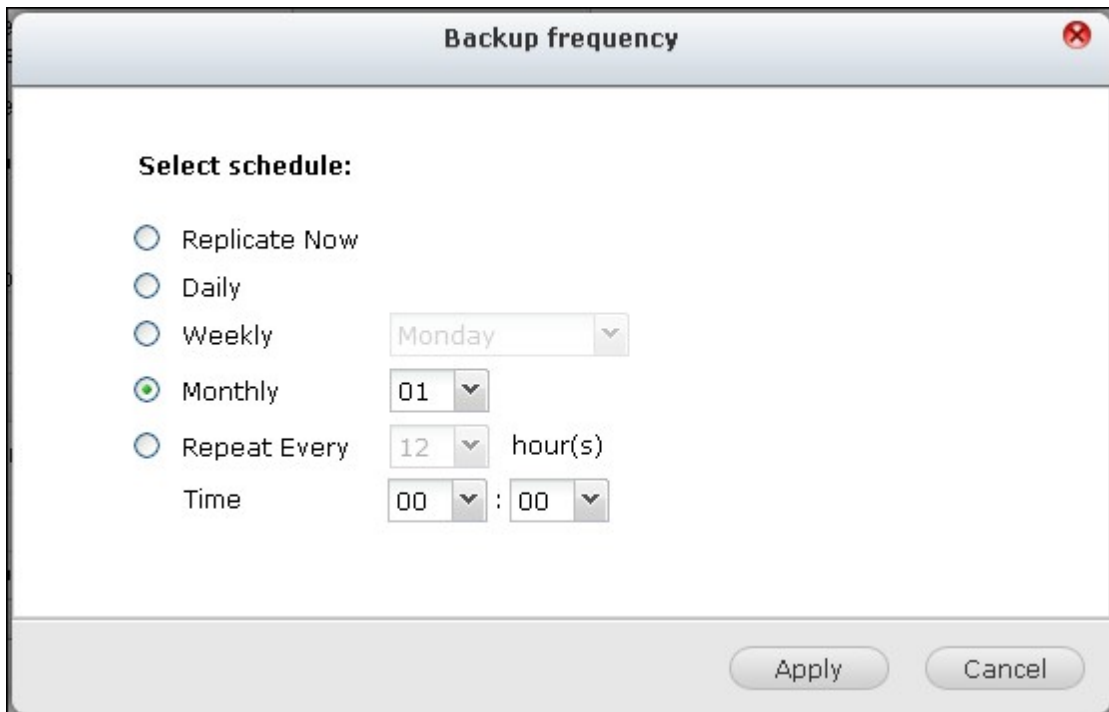 Backup frequency
Select schedule:
Replicate Now
Daily
Weekly Monday
Monthly 01
Repeat Every 12 hour(s)
Time 00 : 00
Apply Cancel